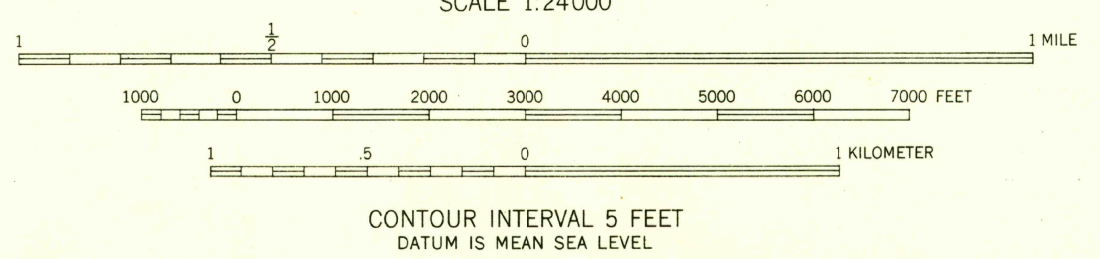 SCALE 1:24000
1 1/2 0 1 MILE
1000 0 1000 2000 3000 4000 5000 6000 7000 FEET
1 .5 0 1 KILOMETER
CONTOUR INTERVAL 5 FEET
DATUM IS MEAN SEA LEVEL